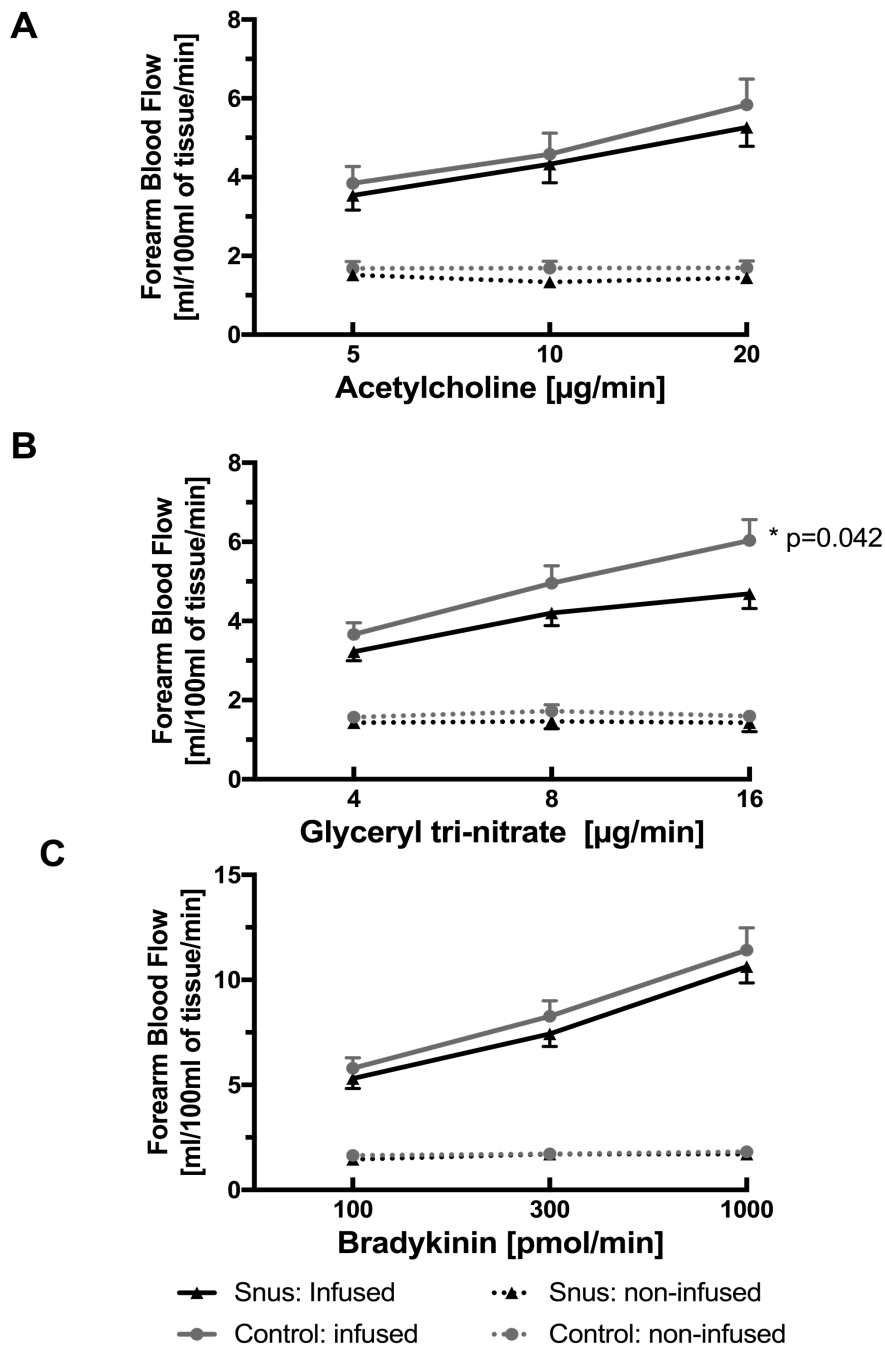 A
Forearm Blood Flow
[ml/100ml of tissue/min]
8
6
4
2
0
5 10 20
Acetylcholine [µg/min]
B
Forearm Blood Flow
[ml/100ml of tissue/min]
8
6
4
2
0
* p=0.042
4 8 16
Glyceryl tri-nitrate [µg/min]
C
Forearm Blood Flow
[ml/100ml of tissue/min]
15
10
5
0
100 300 1000
Bradykinin [pmol/min]
Snus: Infused Snus: non-infused
Control: infused Control: non-infused